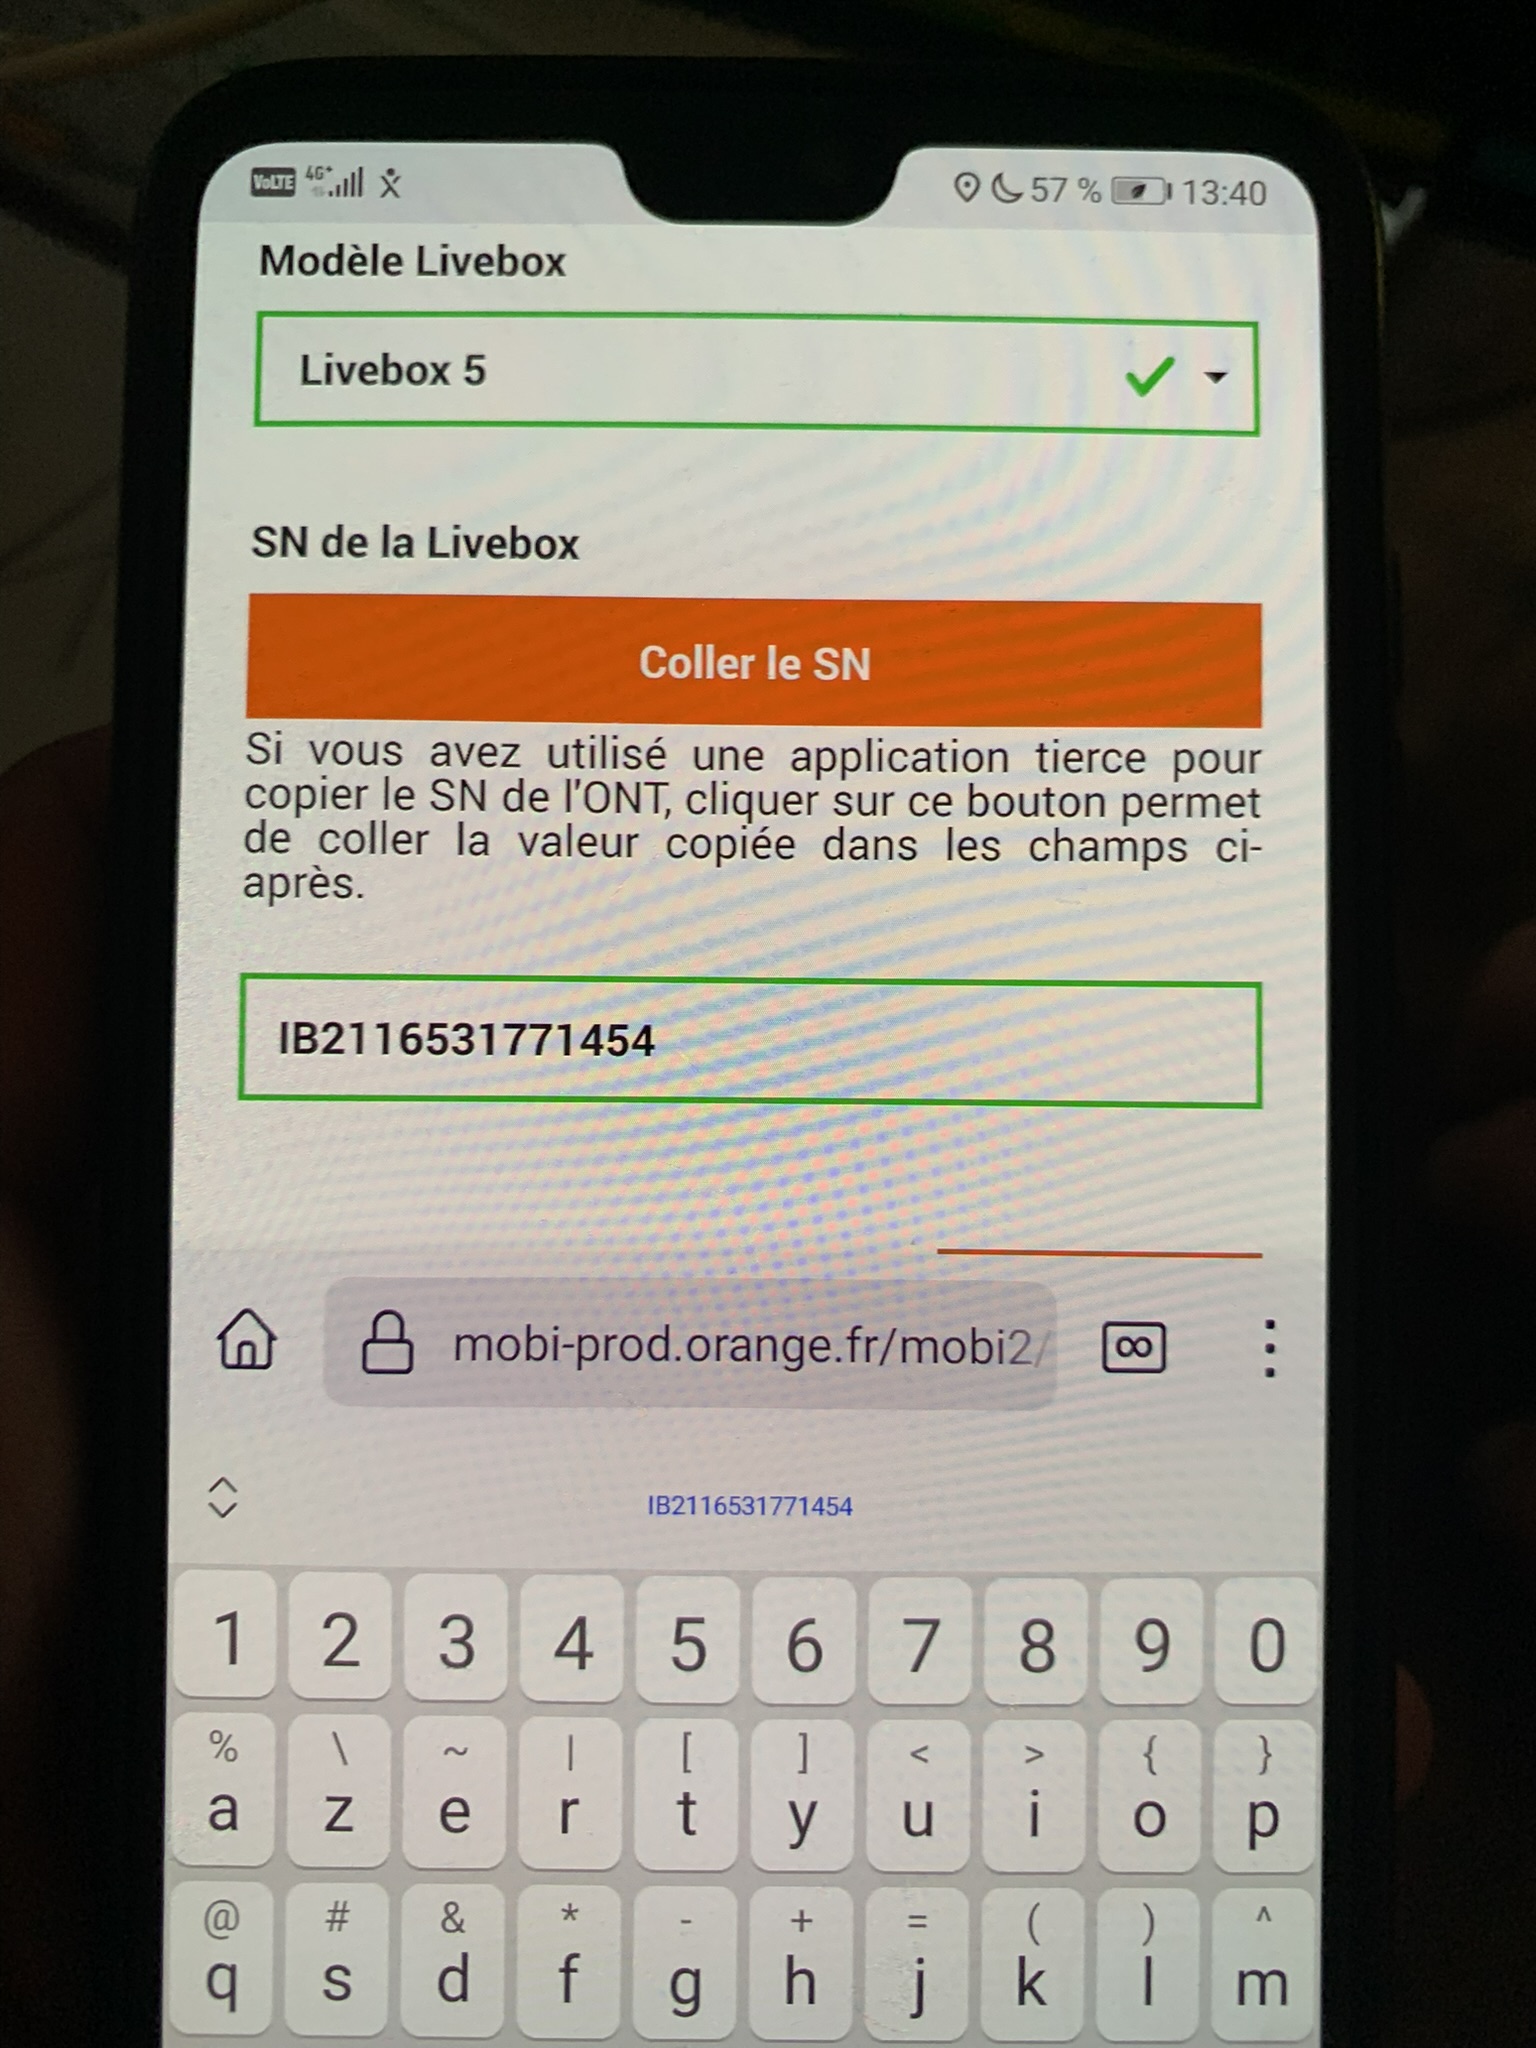 VoLTE 4G+ 57 % 13:40
Modèle Livebox
Livebox 5
SN de la Livebox
Coller le SN
Si vous avez utilisé une application tierce pour
copier le SN de l'ONT, cliquer sur ce bouton permet
de coller la valeur copiée dans les champs ci-
après.
IB2116531771454
mobi-prod.orange.fr/mobi2/
IB2116531771454
1 2 3 4 5 6 7 8 9 0
% \ ~ | [ ] < > { }
a z e r t y u i o p
@ # & * - + = ( ) ^
q s d f g h j k l m